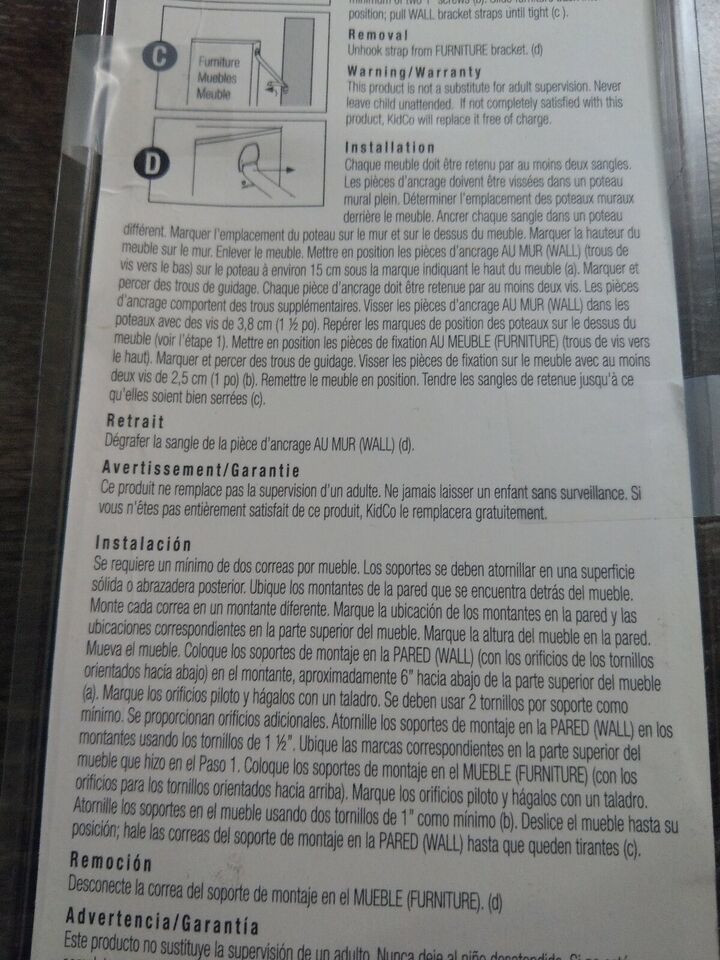 minimum of two 1" screws (b). Slide furniture back into
position; pull WALL bracket straps until tight (c ).
Removal
Unhook strap from FURNITURE bracket. (d)
Warning/Warranty
This product is not a substitute for adult supervision. Never
leave child unattended. If not completely satisfied with this
product, KidCo will replace it free of charge.
C
Furniture
Muebles
Meuble
D
Installation
Chaque meuble doit être retenu par au moins deux sangles.
Les pièces d'ancrage doivent être vissées dans un poteau
mural plein. Déterminer l'emplacement des poteaux muraux
derrière le meuble. Ancrer chaque sangle dans un poteau
différent. Marquer l'emplacement du poteau sur le mur et sur le dessus du meuble. Marquer la hauteur du
meuble sur le mur. Enlever le meuble. Mettre en position les pièces d'ancrage AU MUR (WALL) (trous de
vis vers le bas) sur le poteau à environ 15 cm sous la marque indiquant le haut du meuble (a). Marquer et
percer des trous de guidage. Chaque pièce d'ancrage doit être retenue par au moins deux vis. Les pièces
d'ancrage comportent des trous supplémentaires. Visser les pièces d'ancrage AU MUR (WALL) dans les
poteaux avec des vis de 3,8 cm (1 ½ po). Repérer les marques de position des poteaux sur le dessus du
meuble (voir l'étape 1). Mettre en position les pièces de fixation AU MEUBLE (FURNITURE) (trous de vis vers
le haut). Marquer et percer des trous de guidage. Visser les pièces de fixation sur le meuble avec au moins
deux vis de 2,5 cm (1 po) (b). Remettre le meuble en position. Tendre les sangles de retenue jusqu'à ce
qu'elles soient bien serrées (c).
Retrait
Dégrafer la sangle de la pièce d'ancrage AU MUR (WALL) (d).
Avertissement/Garantie
Ce produit ne remplace pas la supervision d'un adulte. Ne jamais laisser un enfant sans surveillance. Si
vous n'êtes pas entièrement satisfait de ce produit, KidCo le remplacera gratuitement.
Instalación
Se requiere un mínimo de dos correas por mueble. Los soportes se deben atornillar en una superficie
sólida o abrazadera posterior. Ubique los montantes de la pared que se encuentra detrás del mueble.
Monte cada correa en un montante diferente. Marque la ubicación de los montantes en la pared y las
ubicaciones correspondientes en la parte superior del mueble. Marque la altura del mueble en la pared.
Mueva el mueble. Coloque los soportes de montaje en la PARED (WALL) (con los orificios de los tornillos
orientados hacia abajo) en el montante, aproximadamente 6" hacia abajo de la parte superior del mueble
(a). Marque los orificios piloto y hágalos con un taladro. Se deben usar 2 tornillos por soporte como
mínimo. Se proporcionan orificios adicionales. Atornille los soportes de montaje en la PARED (WALL) en los
montantes usando los tornillos de 1 ½". Ubique las marcas correspondientes en la parte superior del
mueble que hizo en el Paso 1. Coloque los soportes de montaje en el MUEBLE (FURNITURE) (con los
orificios para los tornillos orientados hacia arriba). Marque los orificios piloto y hágalos con un taladro.
Atornille los soportes en el mueble usando dos tornillos de 1" como mínimo (b). Deslice el mueble hasta su
posición; hale las correas del soporte de montaje en la PARED (WALL) hasta que queden tirantes (c).
Remoción
Desconecte la correa del soporte de montaje en el MUEBLE (FURNITURE). (d)
Advertencia/Garantía
Este producto no sustituye la supervisión de un adulto. Nunca deje al niño desatendido. Si no está